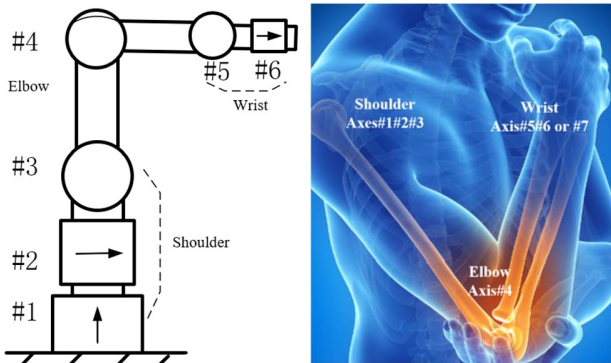 #4
Elbow
#5
#6
Wrist
#3
Shoulder
#2
#1
Shoulder
Axes#1#2#3
Wrist
Axis#5#6 or #7
Elbow
Axis#4